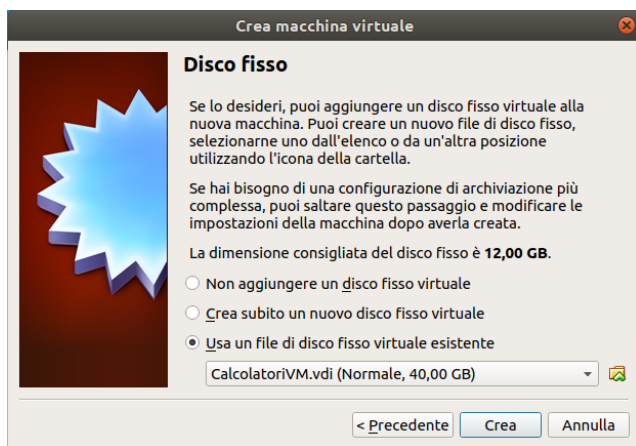 Crea macchina virtuale
Disco fisso
Se lo desideri, puoi aggiungere un disco fisso virtuale alla
nuova macchina. Puoi creare un nuovo file di disco fisso,
selezionarne uno dall'elenco o da un'altra posizione
utilizzando l'icona della cartella.
Se hai bisogno di una configurazione di archiviazione più
complessa, puoi saltare questo passaggio e modificare le
impostazioni della macchina dopo averla creata.
La dimensione consigliata del disco fisso è 12,00 GB.
Non aggiungere un disco fisso virtuale
Crea subito un nuovo disco fisso virtuale
Usa un file di disco fisso virtuale esistente
CalcolatoriVM.vdi (Normale, 40,00 GB)
< Precedente Crea Annulla